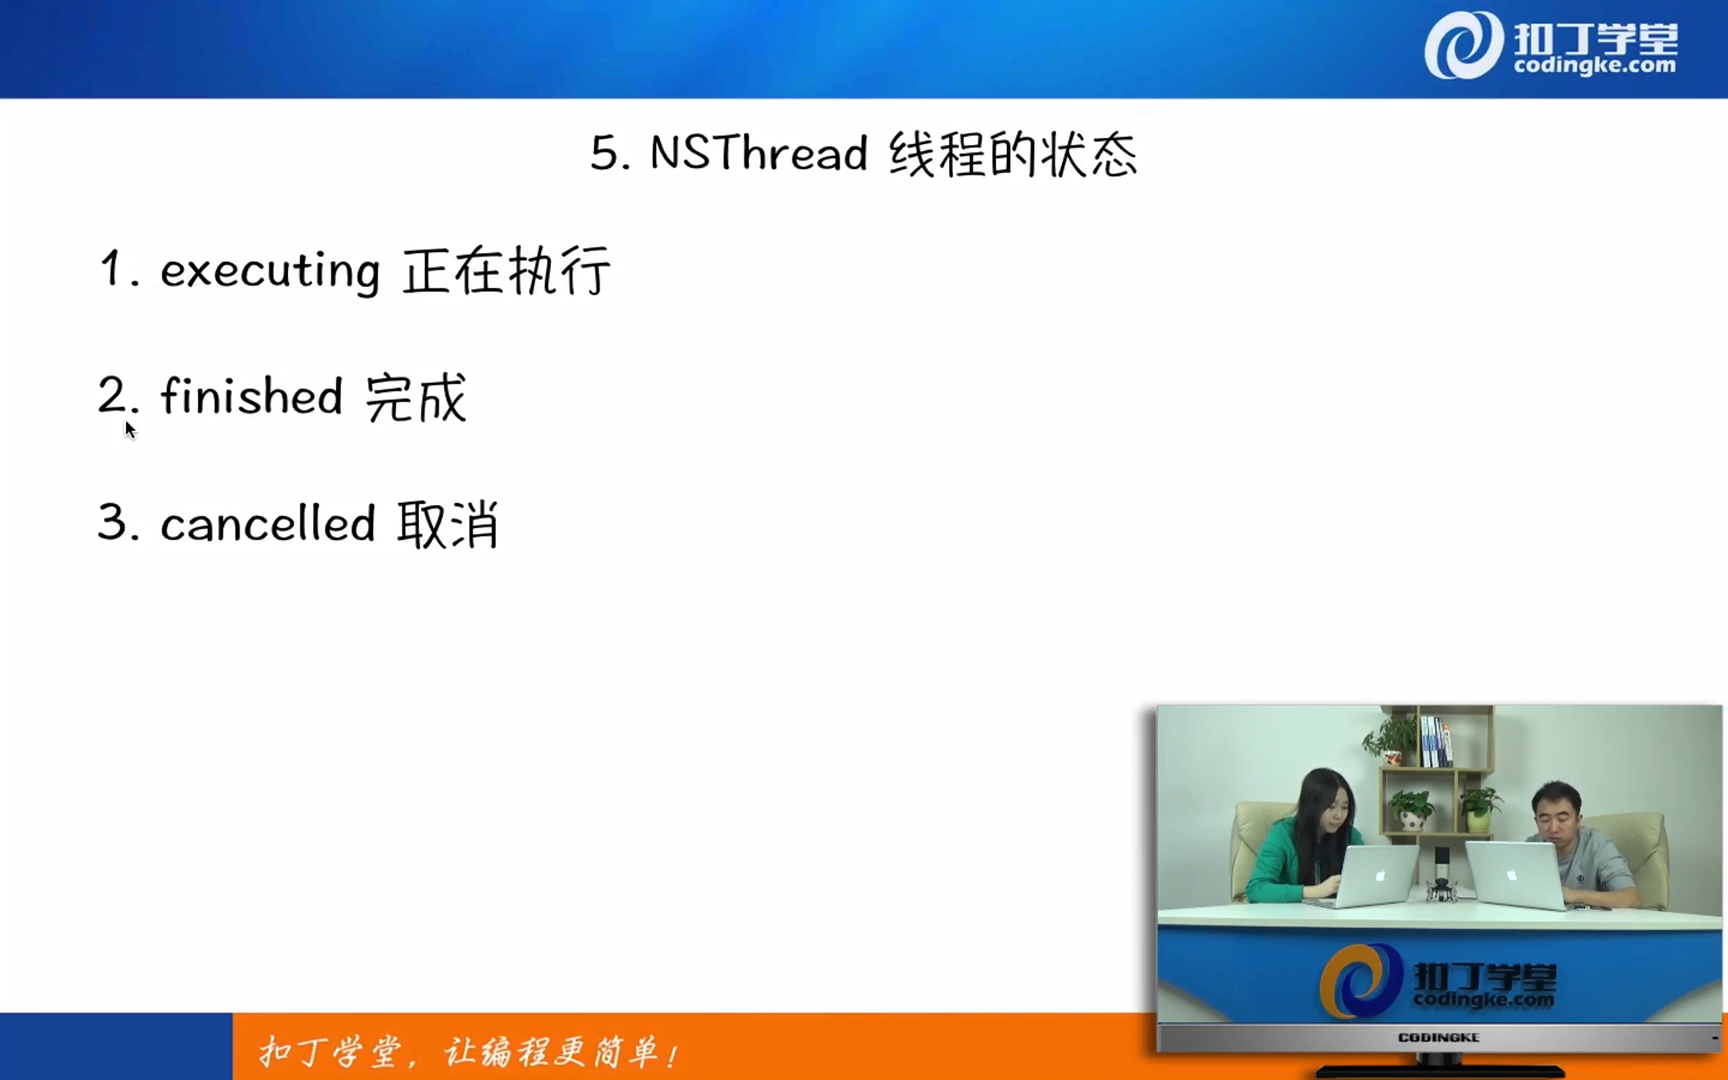 扣丁学堂
codingke.com
5. NSThread 线程的状态
1. executing 正在执行
2. finished 完成
3. cancelled 取消
扣丁学堂
codingke.com
CODINGKE
扣丁学堂，让编程更简单！